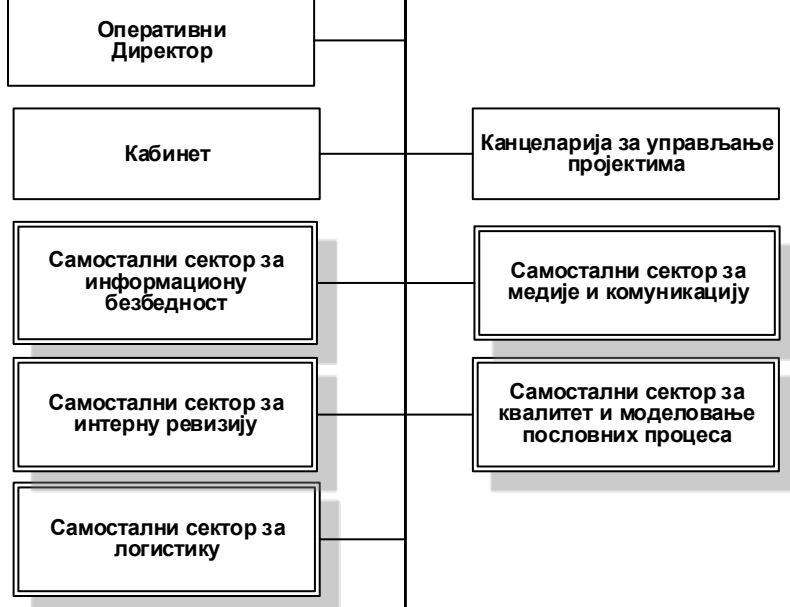 Оперативни
Директор
Кабинет
Канцеларија за управљање
пројектима
Самостални сектор за
информациону
безбедност
Самостални сектор за
медије и комуникацију
Самостални сектор за
интерну ревизију
Самостални сектор за
квалитет и моделовање
пословних процеса
Самостални сектор за
логистику